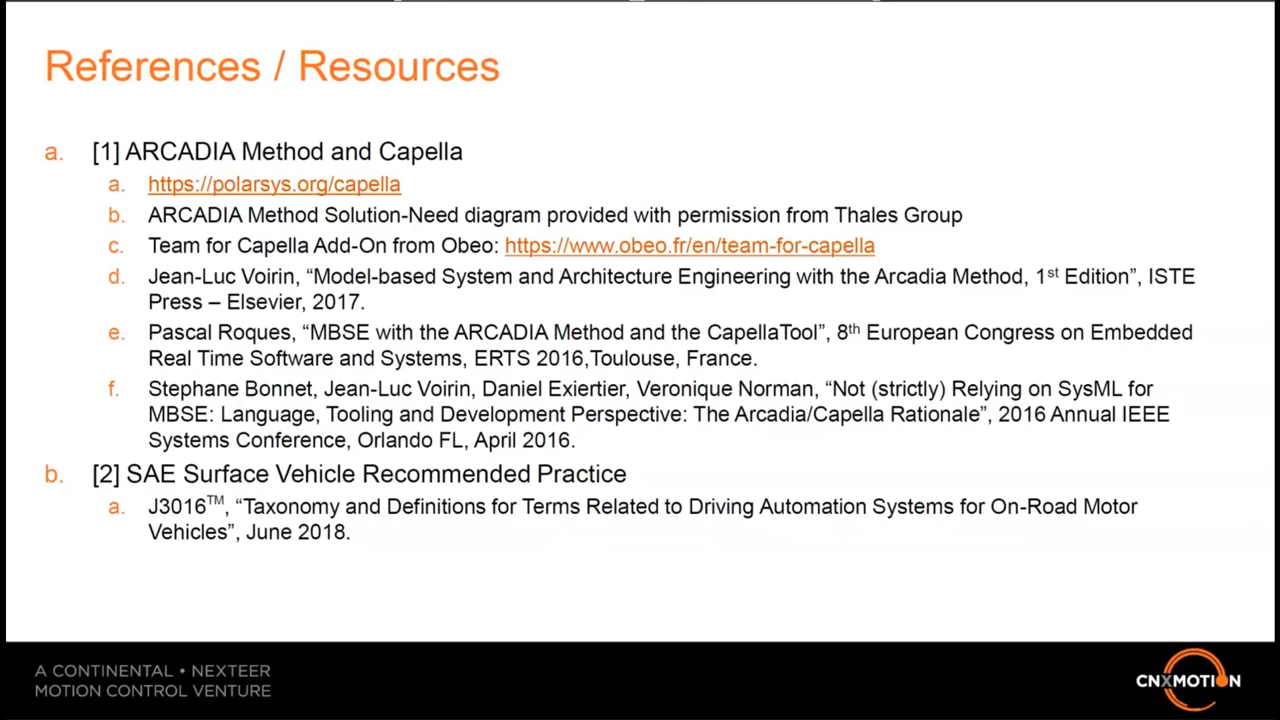 References / Resources
a. [1] ARCADIA Method and Capella
a. https://polarsys.org/capella
b. ARCADIA Method Solution-Need diagram provided with permission from Thales Group
c. Team for Capella Add-On from Obeo: https://www.obeo.fr/en/team-for-capella
d. Jean-Luc Voirin, “Model-based System and Architecture Engineering with the Arcadia Method, 1st Edition”, ISTE
Press – Elsevier, 2017.
e. Pascal Roques, “MBSE with the ARCADIA Method and the CapellaTool”, 8th European Congress on Embedded
Real Time Software and Systems, ERTS 2016,Toulouse, France.
f. Stephane Bonnet, Jean-Luc Voirin, Daniel Exiertier, Veronique Norman, “Not (strictly) Relying on SysML for
MBSE: Language, Tooling and Development Perspective: The Arcadia/Capella Rationale”, 2016 Annual IEEE
Systems Conference, Orlando FL, April 2016.
b. [2] SAE Surface Vehicle Recommended Practice
a. J3016TM, “Taxonomy and Definitions for Terms Related to Driving Automation Systems for On-Road Motor
Vehicles”, June 2018.
A CONTINENTAL • NEXTEER
MOTION CONTROL VENTURE
CNXMOTION